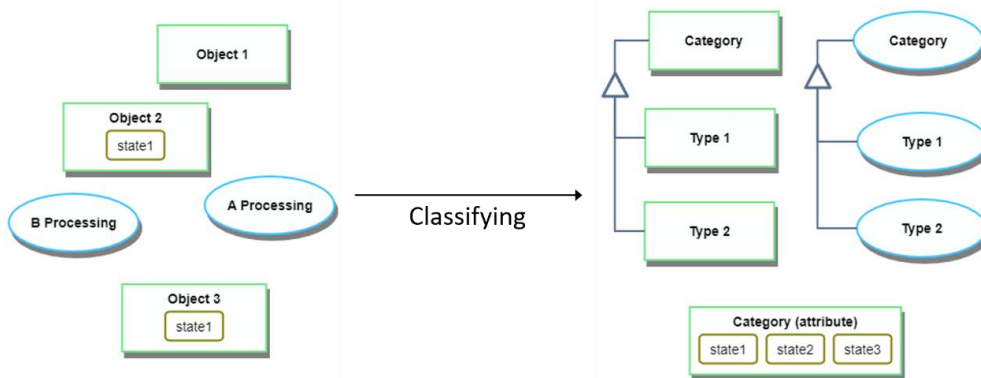 Object 1
Object 2
state1
B Processing
A Processing
Object 3
state1
Classifying
Category
Type 1
Type 2
Category
Type 1
Type 2
Category (attribute)
state1 state2 state3